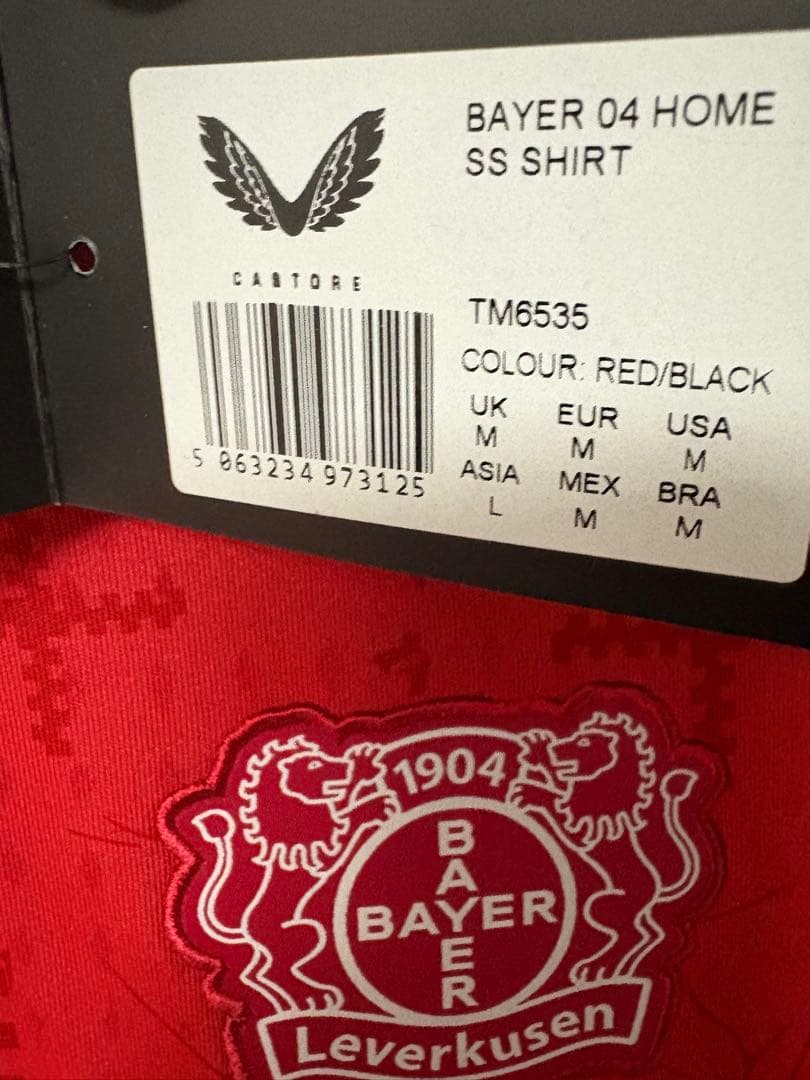 BAYER 04 HOME
SS SHIRT
CASTORE
TM6535
COLOUR: RED/BLACK
UK EUR USA
M M M
ASIA MEX BRA
L M M
5 063234 973125
1904
BAYER
BAYER
Leverkusen